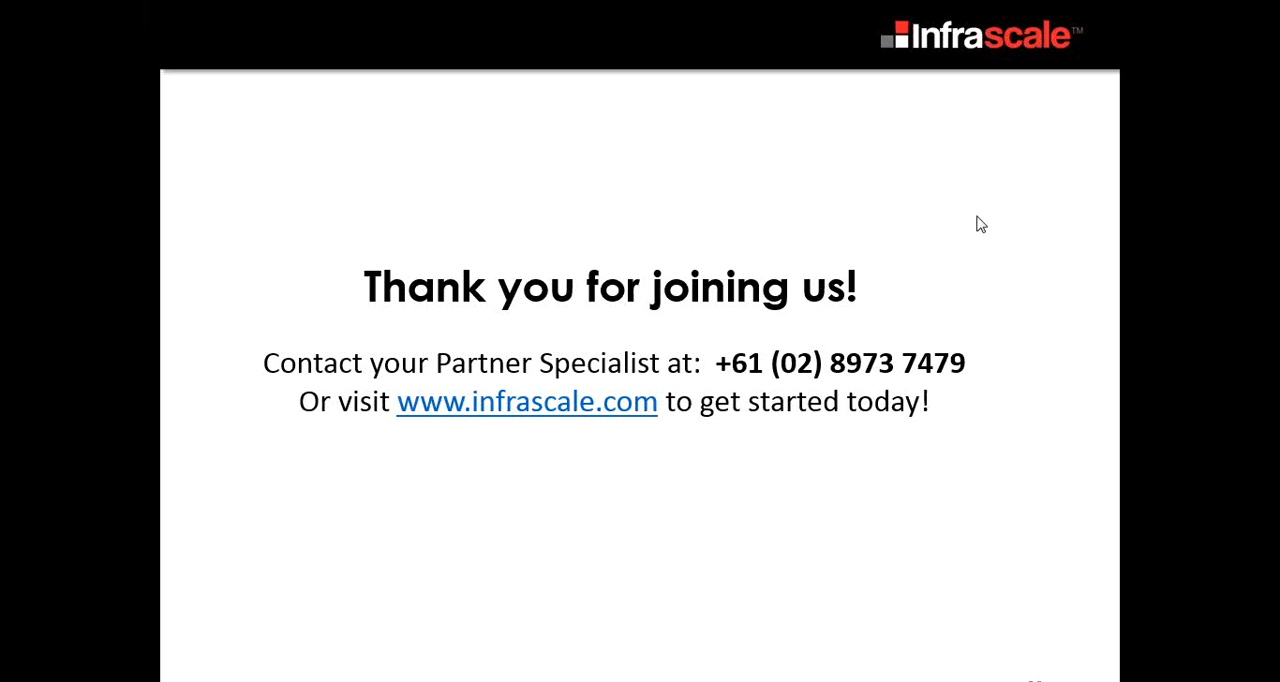 Infrascale™
Thank you for joining us!
Contact your Partner Specialist at: +61 (02) 8973 7479
Or visit www.infrascale.com to get started today!